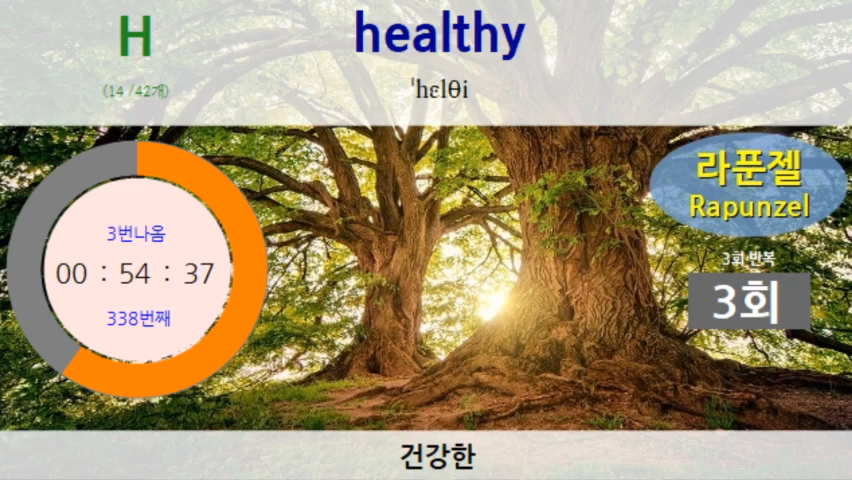 H
healthy
(14 /42개)
ˈhɛlθi
라푼젤
Rapunzel
3번나옴
00 : 54 : 37
338번째
3회 반복
3회
건강한